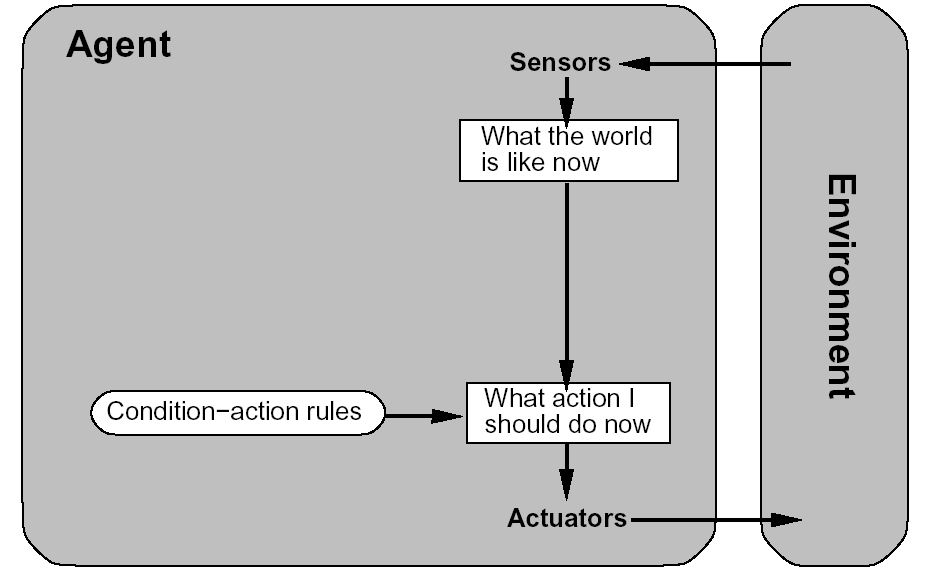 Agent
Sensors
What the world
is like now
Environment
Condition−action rules
What action I
should do now
Actuators